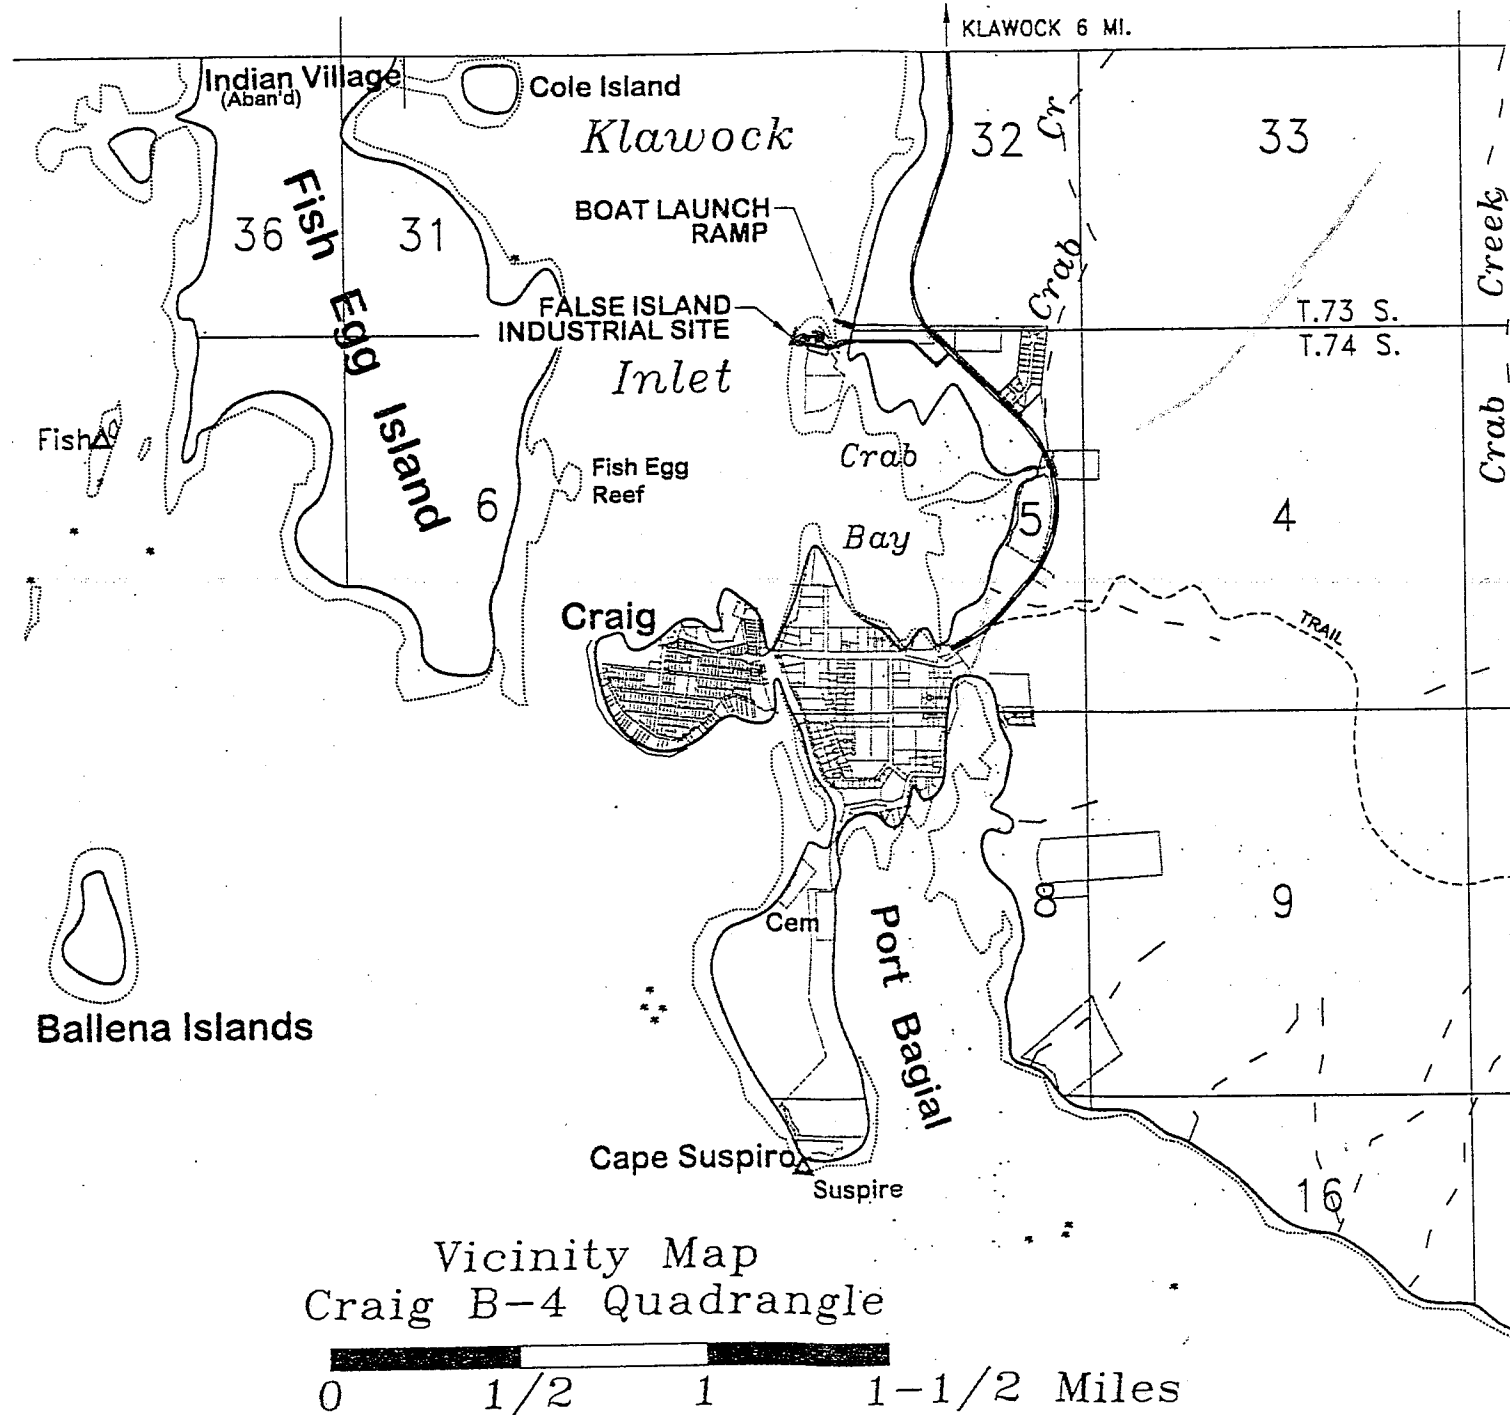 KLAWOCK 6 MI.
Indian Village
(Aban'd)
Cole Island
Klawock
32
Cr
33
Fish
36
31
BOAT LAUNCH
RAMP
Crab
Creek
FALSE ISLAND
INDUSTRIAL SITE
Egg
T.73 S.
T.74 S.
Inlet
Island
Fish
Crab
Crab
Fish Egg
Reef
6
5
4
Bay
Craig
TRAIL
8
9
Cem
Port
Ballena Islands
Bagial
Cape Suspiro
Suspire
16
Vicinity Map
Craig B-4 Quadrangle
0 1/2 1 1-1/2 Miles